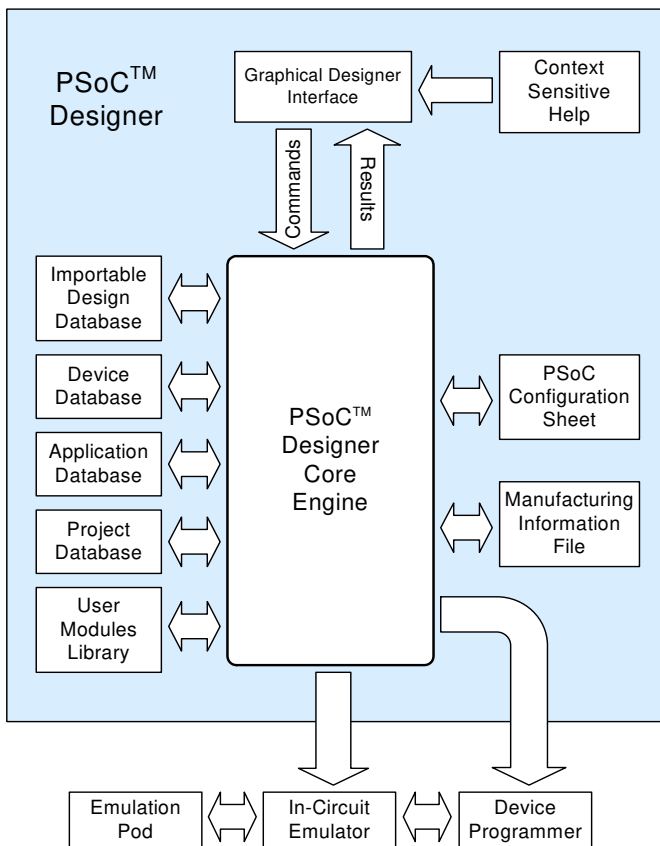 PSoC™
Designer
Graphical Designer
Interface
Context
Sensitive
Help
Commands
Results
Importable
Design
Database
Device
Database
Application
Database
Project
Database
User
Modules
Library
PSoC™
Designer
Core
Engine
PSoC
Configuration
Sheet
Manufacturing
Information
File
Emulation
Pod
In-Circuit
Emulator
Device
Programmer